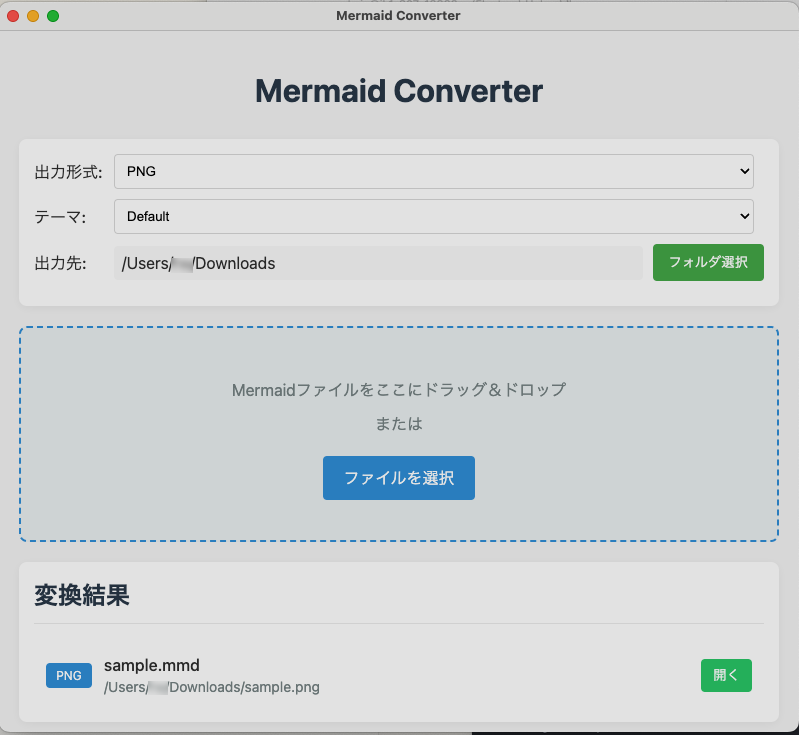 Mermaid Converter
Mermaid Converter
出力形式:
PNG
テーマ:
Default
出力先:
/Users/
/Downloads
フォルダ選択
Mermaidファイルをここにドラッグ＆ドロップ
または
ファイルを選択
変換結果
PNG
sample.mmd
/Users/
/Downloads/sample.png
開く